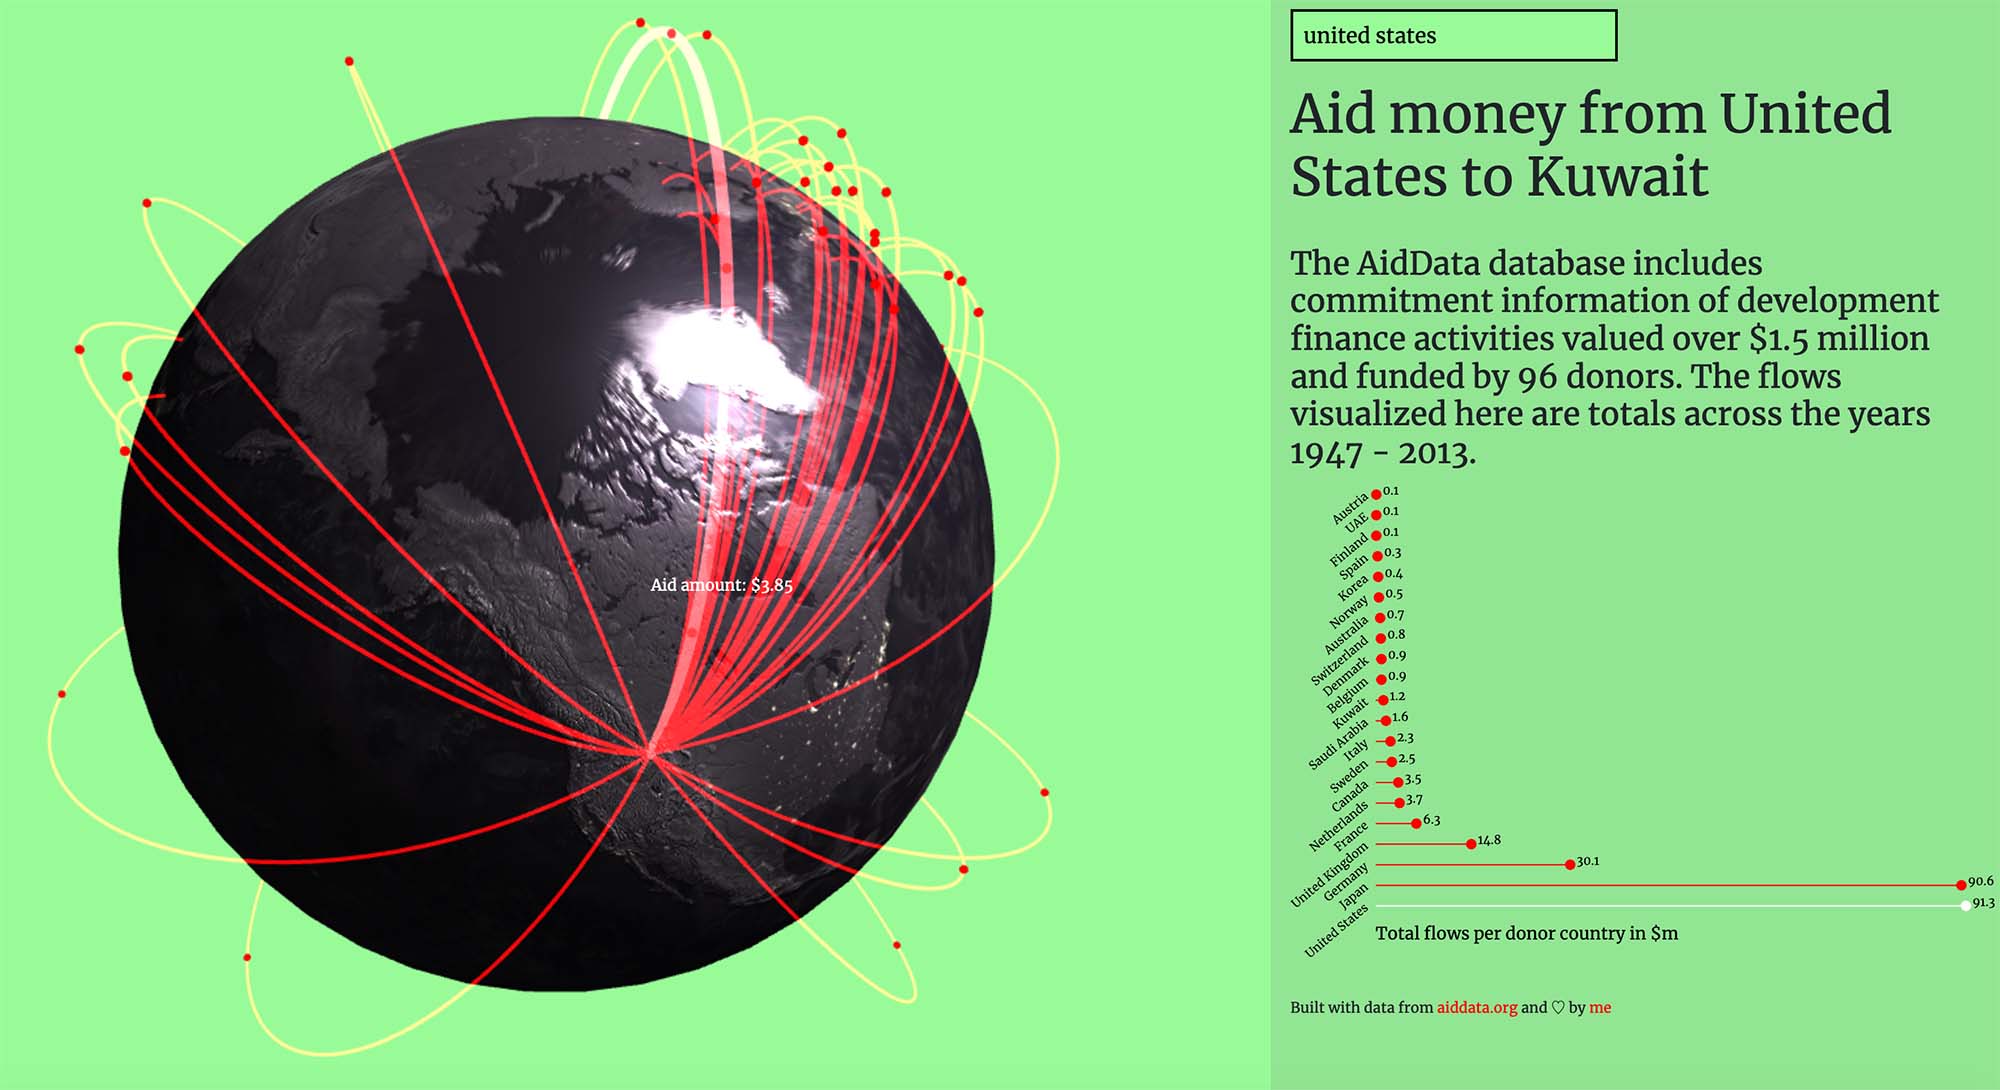 united states
Aid money from United
States to Kuwait
The AidData database includes
commitment information of development
finance activities valued over $1.5 million
and funded by 96 donors. The flows
visualized here are totals across the years
1947 - 2013.
Aid amount: $3.85
Austria 0.1
UAE 0.1
Finland 0.1
Spain 0.3
Korea 0.4
Norway 0.5
Australia 0.7
Switzerland 0.8
Denmark 0.9
Belgium 0.9
Kuwait 1.2
Saudi Arabia 1.6
Italy 2.3
Sweden 2.5
Canada 3.5
Netherlands 3.7
France 6.3
United Kingdom 14.8
Germany 30.1
Japan 90.6
United States 91.3
Total flows per donor country in $m
Built with data from aiddata.org and ♡ by me